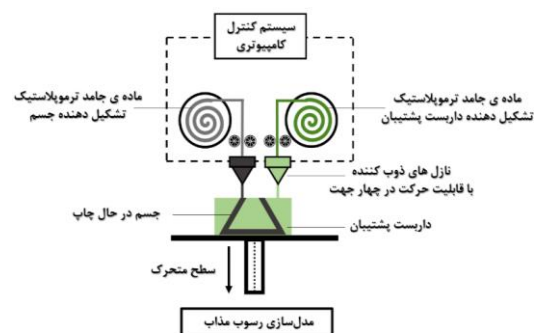 سیستم کنترل
کامپیوتری
ماده ی جامد ترموپلاستیک
تشکیل دهنده داربست پشتیبان
ماده ی جامد ترموپلاستیک
تشکیل دهنده جسم
نازل های ذوب کننده
با قابلیت حرکت در چهار جهت
جسم در حال چاپ
داربست پشتیبان
سطح متحرک
مدل‌سازی رسوب مذاب